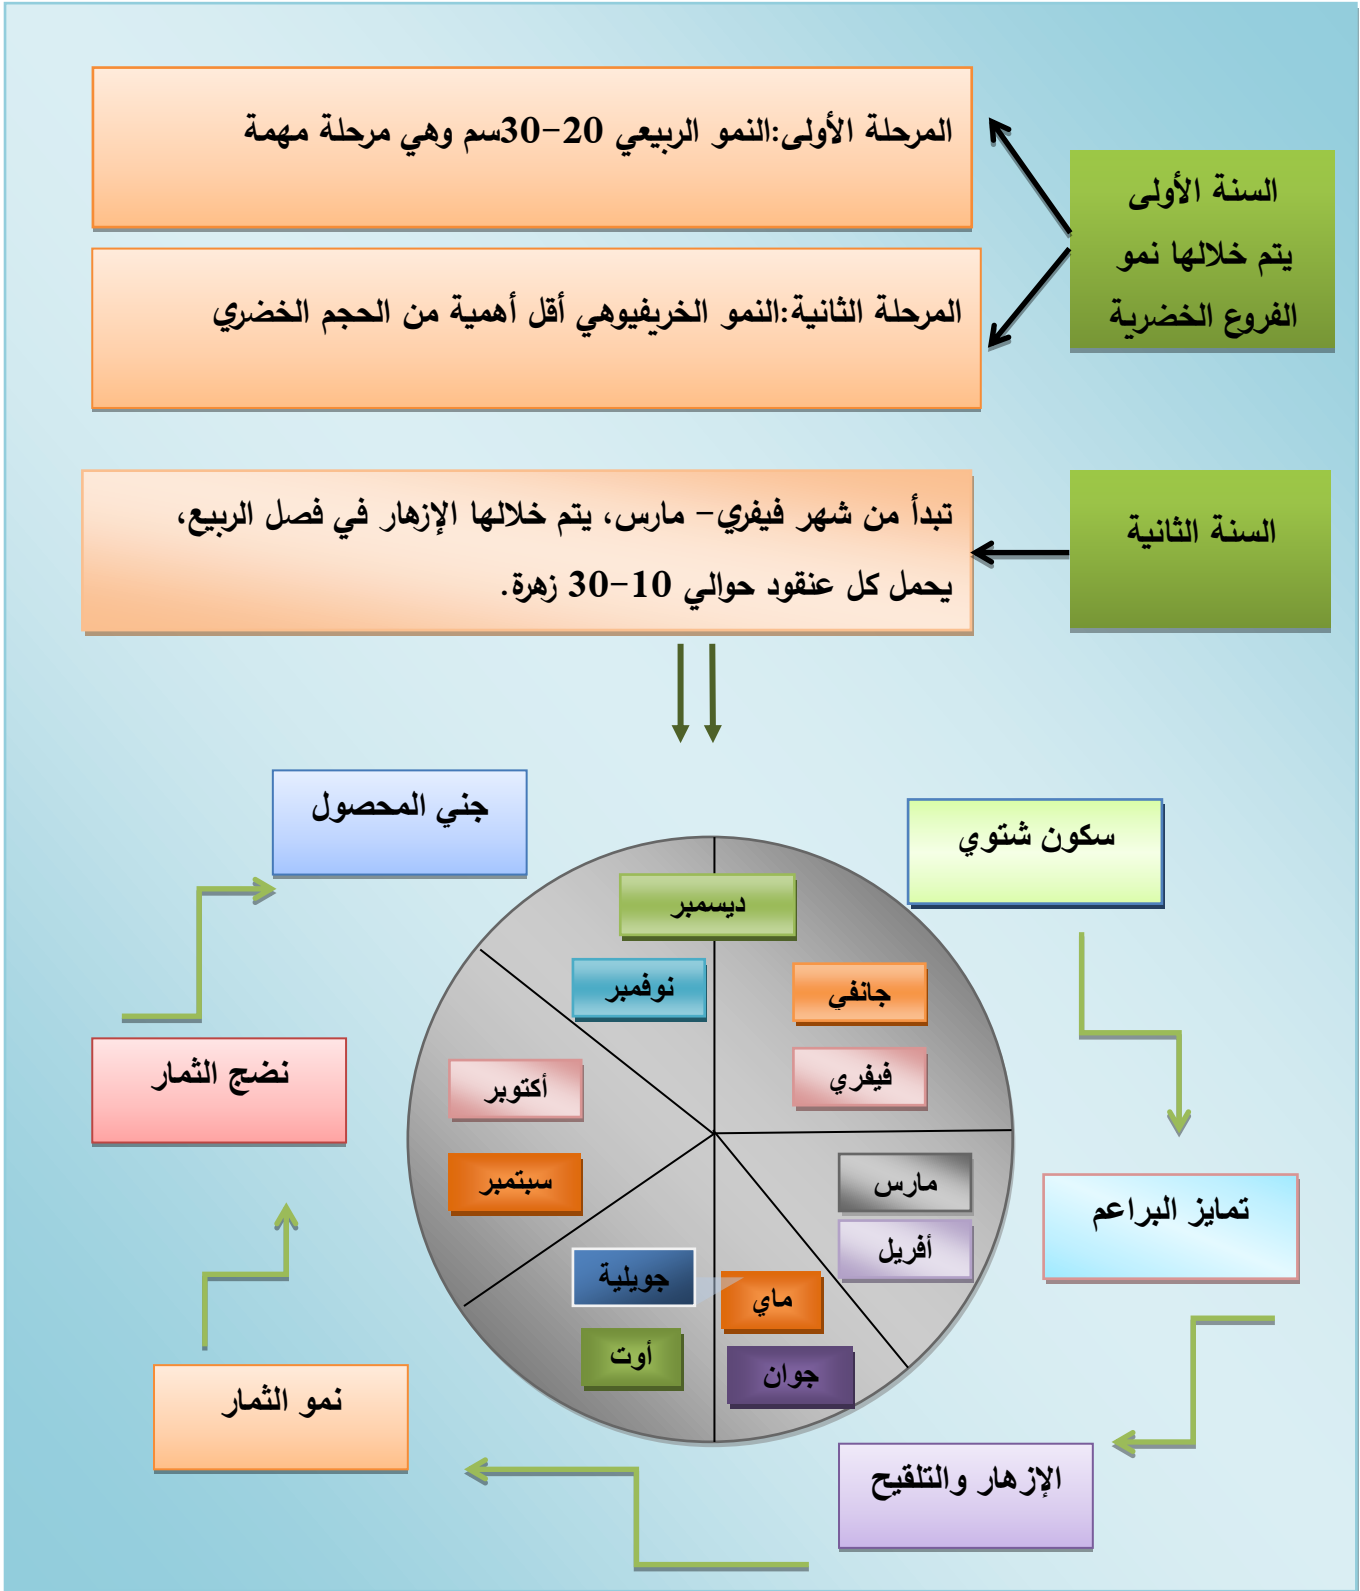 المرحلة الأولى:النمو الربيعي 20-30سم وهي مرحلة مهمة
السنة الأولى
يتم خلالها نمو
الفروع الخضرية
المرحلة الثانية:النمو الخريفيوهي أقل أهمية من الحجم الخضري
السنة الثانية
تبدأ من شهر فيفري- مارس، يتم خلالها الإزهار في فصل الربيع،
يحمل كل عنقود حوالي 10-30 زهرة.
سكون شتوي
جني المحصول
ديسمبر
جانفي
نوفمبر
فيفري
أكتوبر
نضج الثمار
مارس
سبتمبر
تمايز البراعم
أفريل
جويلية
ماي
أوت
جوان
نمو الثمار
الإزهار والتلقيح